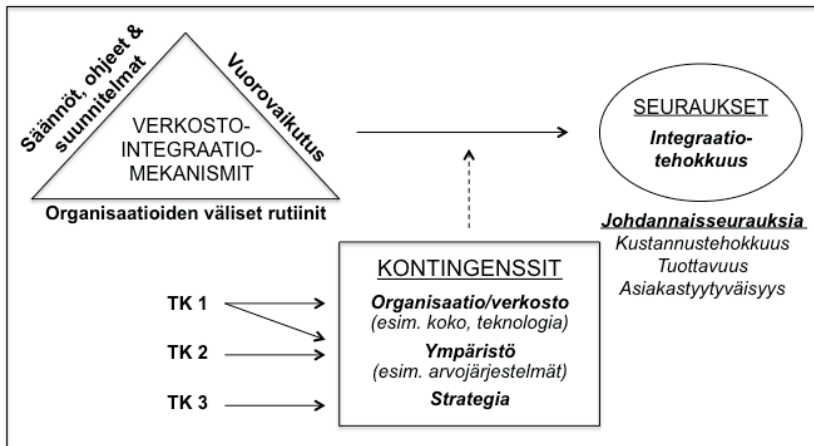 Säännöt, ohjeet &
suunnitelmat
Vuorovaikutus
VERKOSTO-
INTEGRAATIO-
MEKANISMIT
Organisaatioiden väliset rutiinit
SEURAUKSET
Integraatio-
tehokkuus
Johdannaisseurauksia
Kustannustehokkuus
Tuottavuus
Asiakastyytyväisyys
KONTINGENSSIT
Organisaatio/verkosto
(esim. koko, teknologia)
Ympäristö
(esim. arvojärjestelmät)
Strategia
TK 1
TK 2
TK 3